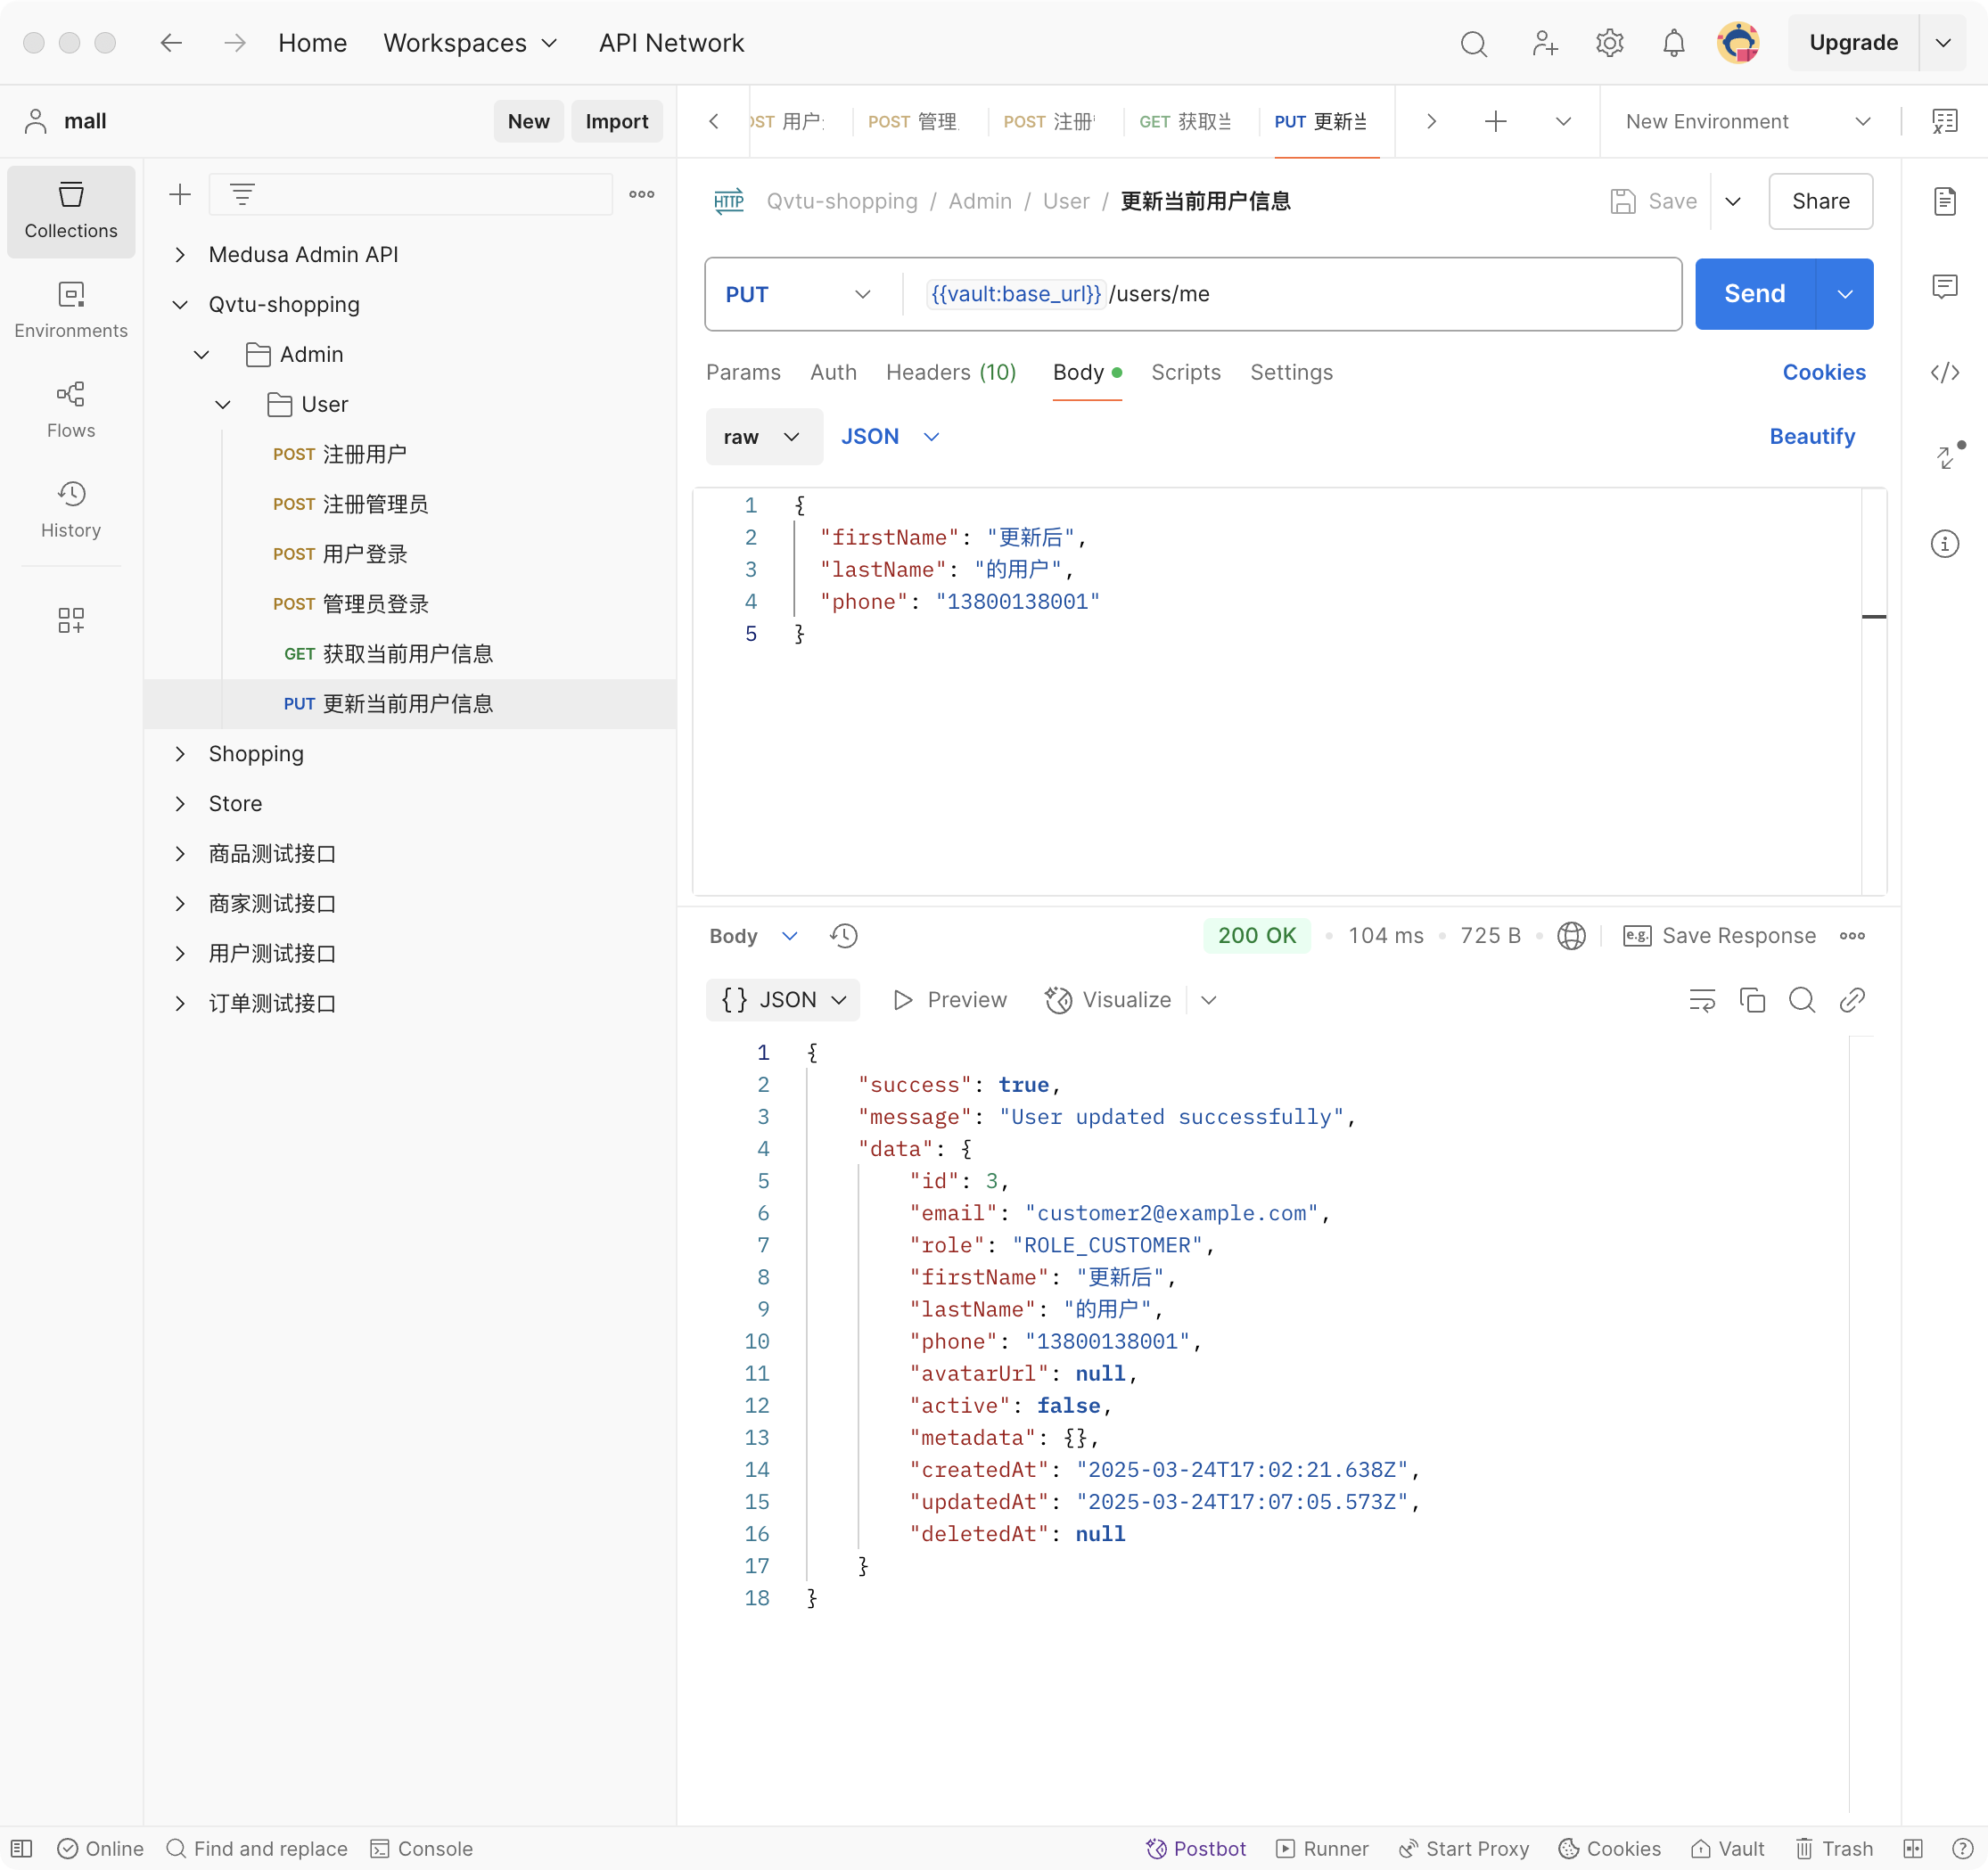 Home Workspaces API Network Upgrade
mall New Import
POST 管理 POST 注册 GET 获取当 PUT 更新当 New Environment
Collections
Environments
Flows
History
Medusa Admin API
Qvtu-shopping
Admin
User
POST 注册用户
POST 注册管理员
POST 用户登录
POST 管理员登录
GET 获取当前用户信息
PUT 更新当前用户信息
Shopping
Store
商品测试接口
商家测试接口
用户测试接口
订单测试接口
HTTP Qvtu-shopping / Admin / User / 更新当前用户信息 Save Share
PUT {{vault:base_url}}/users/me Send
Params Auth Headers (10) Body Scripts Settings Cookies
raw JSON Beautify
1 {
2 "firstName": "更新后",
3 "lastName": "的用户",
4 "phone": "13800138001"
5 }
Body 200 OK 104 ms 725 B e.g. Save Response
{} JSON Preview Visualize
1 {
2 "success": true,
3 "message": "User updated successfully",
4 "data": {
5 "id": 3,
6 "email": "customer2@example.com",
7 "role": "ROLE_CUSTOMER",
8 "firstName": "更新后",
9 "lastName": "的用户",
10 "phone": "13800138001",
11 "avatarUrl": null,
12 "active": false,
13 "metadata": {},
14 "createdAt": "2025-03-24T17:02:21.638Z",
15 "updatedAt": "2025-03-24T17:07:05.573Z",
16 "deletedAt": null
17 }
18 }
Online Find and replace Console Postbot Runner Start Proxy Cookies Vault Trash